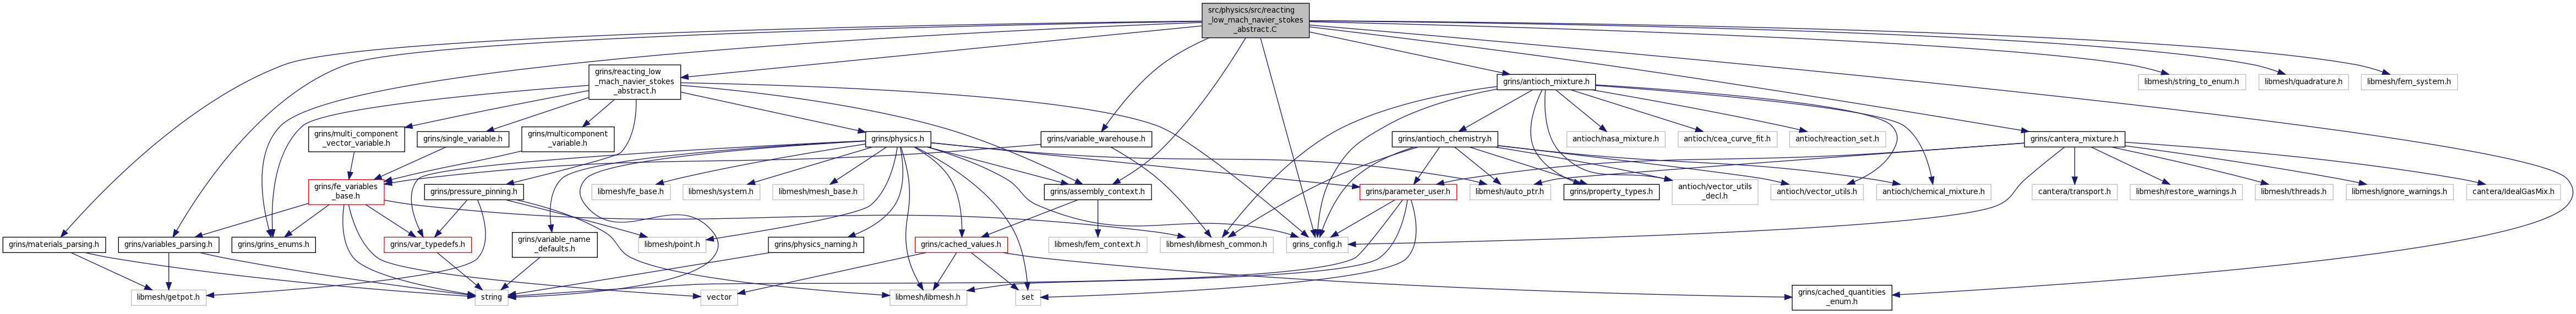 src/physics/src/reacting
_low_mach_navier_stokes
_abstract.C
grins/reacting_low
_mach_navier_stokes
_abstract.h
grins/antioch_mixture.h
libmesh/string_to_enum.h
libmesh/quadrature.h
libmesh/fem_system.h
grins/multi_component
_vector_variable.h
grins/single_variable.h
grins/multicomponent
_variable.h
grins/physics.h
grins/variable_warehouse.h
grins/antioch_chemistry.h
antioch/nasa_mixture.h
antioch/cea_curve_fit.h
antioch/reaction_set.h
grins/cantera_mixture.h
grins/fe_variables
_base.h
grins/pressure_pinning.h
libmesh/fe_base.h
libmesh/system.h
libmesh/mesh_base.h
grins/assembly_context.h
grins/parameter_user.h
libmesh/auto_ptr.h
grins/property_types.h
antioch/vector_utils
_decl.h
antioch/vector_utils.h
antioch/chemical_mixture.h
cantera/transport.h
libmesh/restore_warnings.h
libmesh/threads.h
libmesh/ignore_warnings.h
cantera/IdealGasMix.h
grins/materials_parsing.h
grins/variables_parsing.h
grins/grins_enums.h
grins/var_typedefs.h
grins/variable_name
_defaults.h
libmesh/point.h
grins/physics_naming.h
grins/cached_values.h
libmesh/fem_context.h
libmesh/libmesh_common.h
grins_config.h
libmesh/getpot.h
string
vector
libmesh/libmesh.h
set
grins/cached_quantities
_enum.h